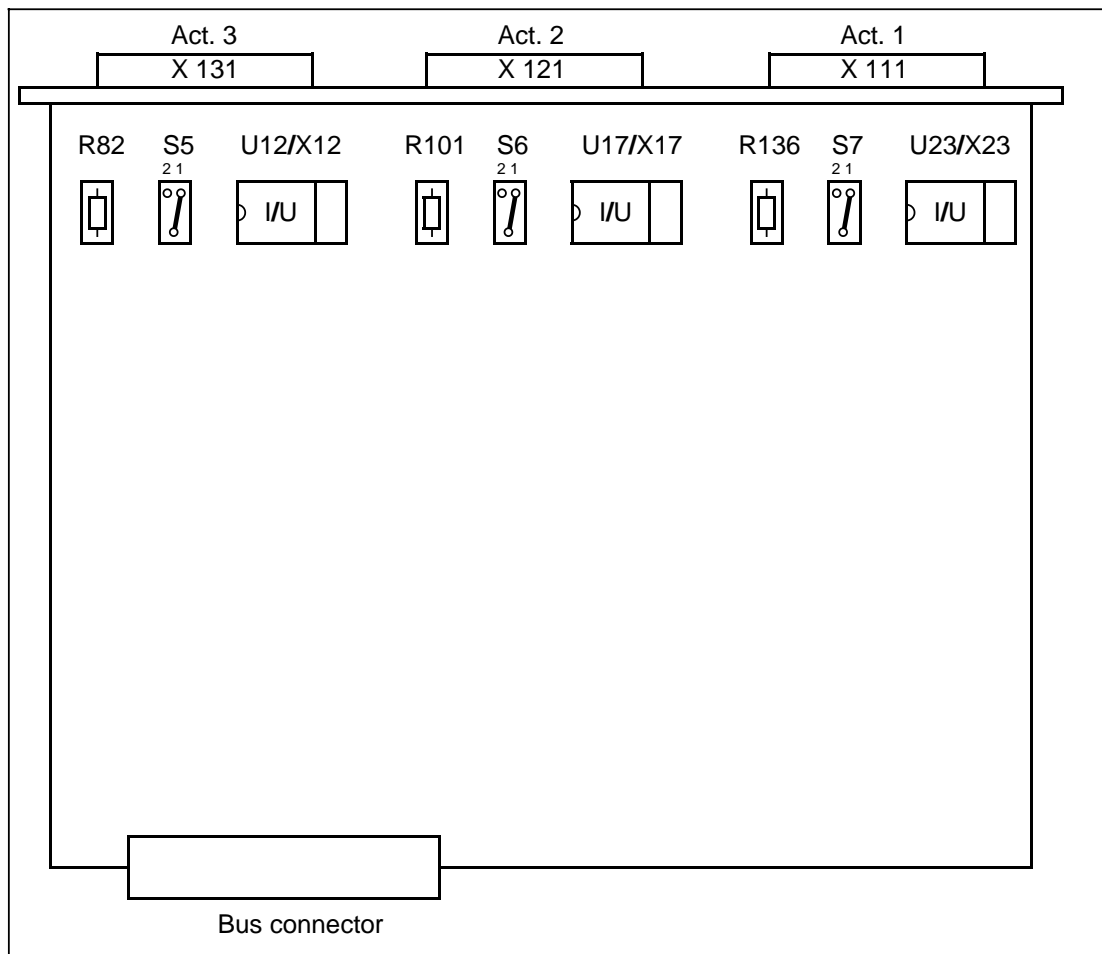 Act. 3 Act. 2 Act. 1
X 131 X 121 X 111
R82 S5 U12/X12 R101 S6 U17/X17 R136 S7 U23/X23
2 1 2 1 2 1
I/U I/U I/U
Bus connector